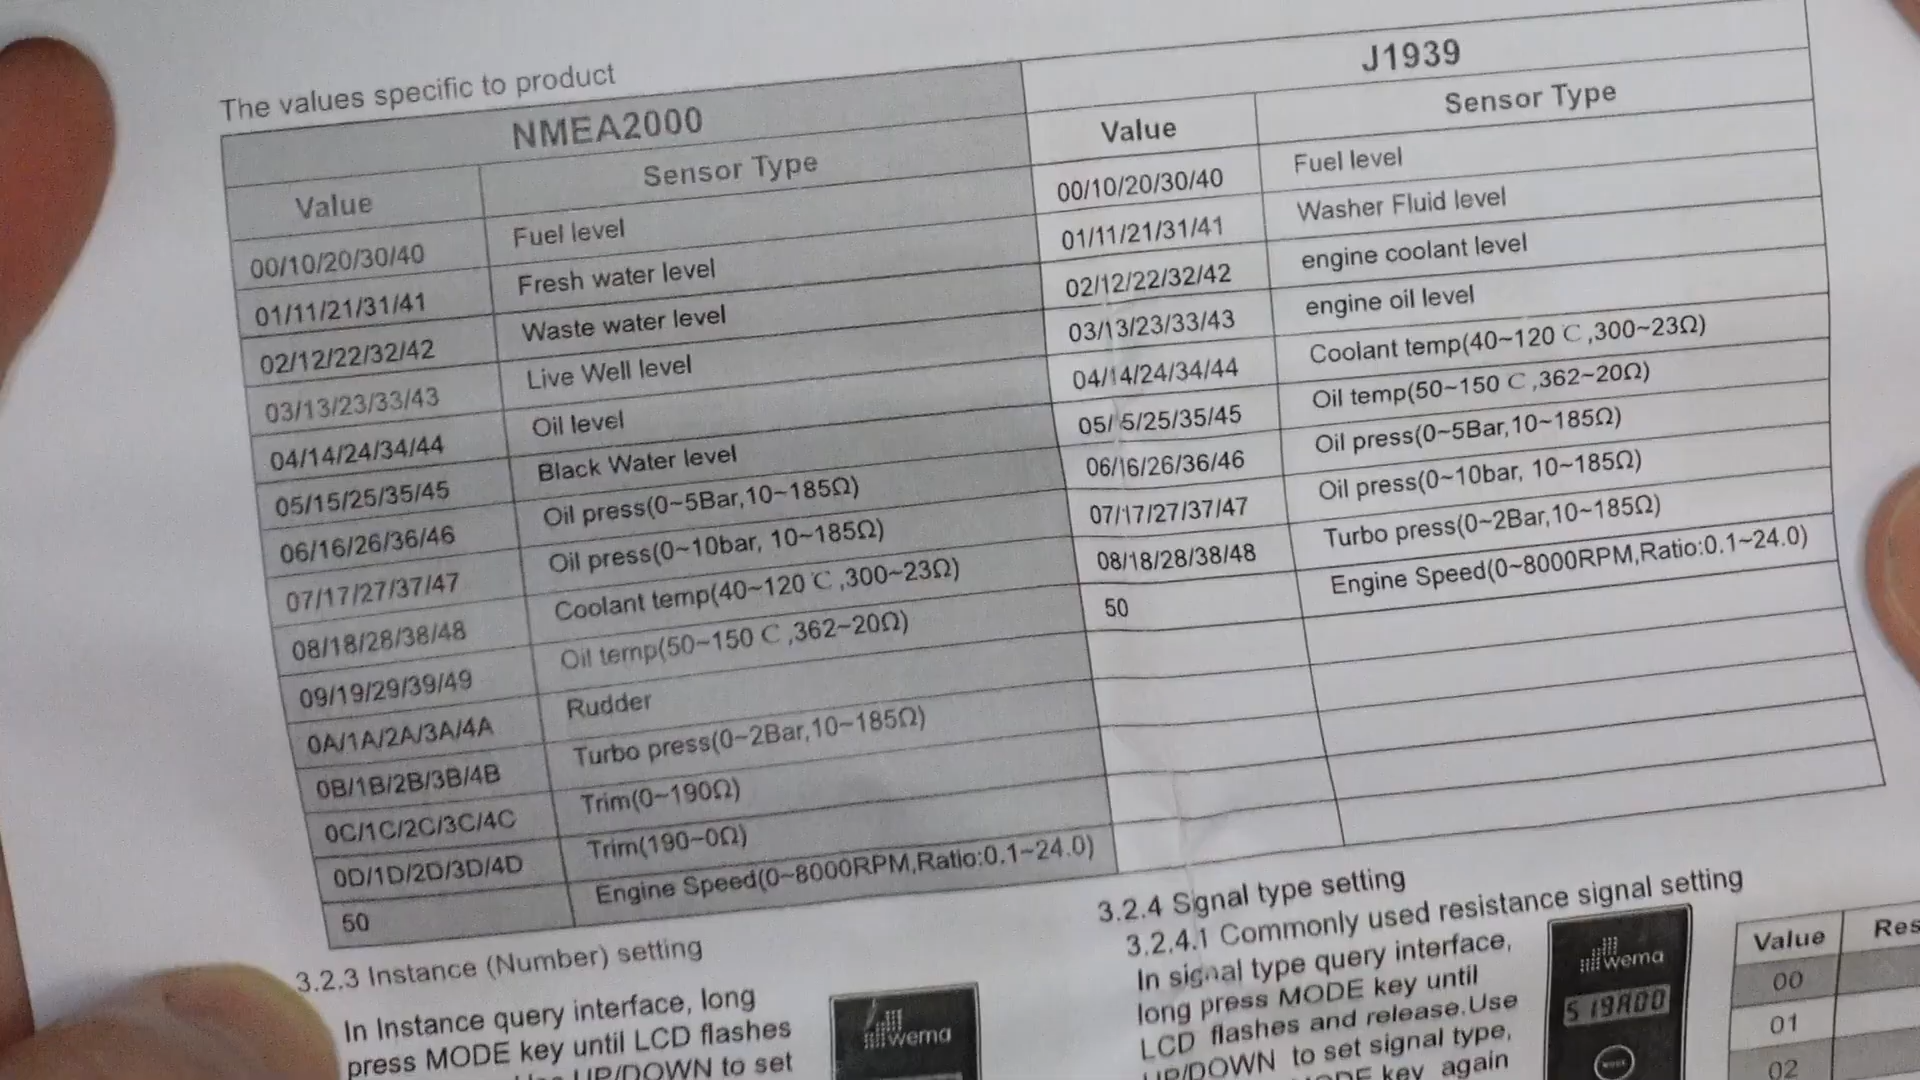 The values specific to product
NMEA2000
Value Sensor Type
00/10/20/30/40 Fuel level
01/11/21/31/41 Fresh water level
02/12/22/32/42 Waste water level
03/13/23/33/43 Live Well level
04/14/24/34/44 Oil level
05/15/25/35/45 Black Water level
06/16/26/36/46 Oil press(0~5Bar,10~185Ω)
07/17/27/37/47 Oil press(0~10bar, 10~185Ω)
08/18/28/38/48 Coolant temp(40~120℃,300~23Ω)
09/19/29/39/49 Oil temp(50~150℃,362~20Ω)
0A/1A/2A/3A/4A Rudder
0B/1B/2B/3B/4B Turbo press(0~2Bar,10~185Ω)
0C/1C/2C/3C/4C Trim(0~190Ω)
0D/1D/2D/3D/4D Trim(190~0Ω)
50 Engine Speed(0~8000RPM,Ratio:0.1~24.0)
J1939
Value Sensor Type
00/10/20/30/40 Fuel level
01/11/21/31/41 Washer Fluid level
02/12/22/32/42 engine coolant level
03/13/23/33/43 engine oil level
04/14/24/34/44 Coolant temp(40~120℃,300~23Ω)
05/15/25/35/45 Oil temp(50~150℃,362~20Ω)
06/16/26/36/46 Oil press(0~5Bar,10~185Ω)
07/17/27/37/47 Oil press(0~10bar, 10~185Ω)
08/18/28/38/48 Turbo press(0~2Bar,10~185Ω)
50 Engine Speed(0~8000RPM,Ratio:0.1~24.0)
3.2.3 Instance (Number) setting
In Instance query interface, long
press MODE key until LCD flashes
UP/DOWN to set
wema
3.2.4 Signal type setting
3.2.4.1 Commonly used resistance signal setting
In signal type query interface,
long press MODE key until
LCD flashes and release.Use
UP/DOWN to set signal type,
key again
wema
Value Res
00
01
02